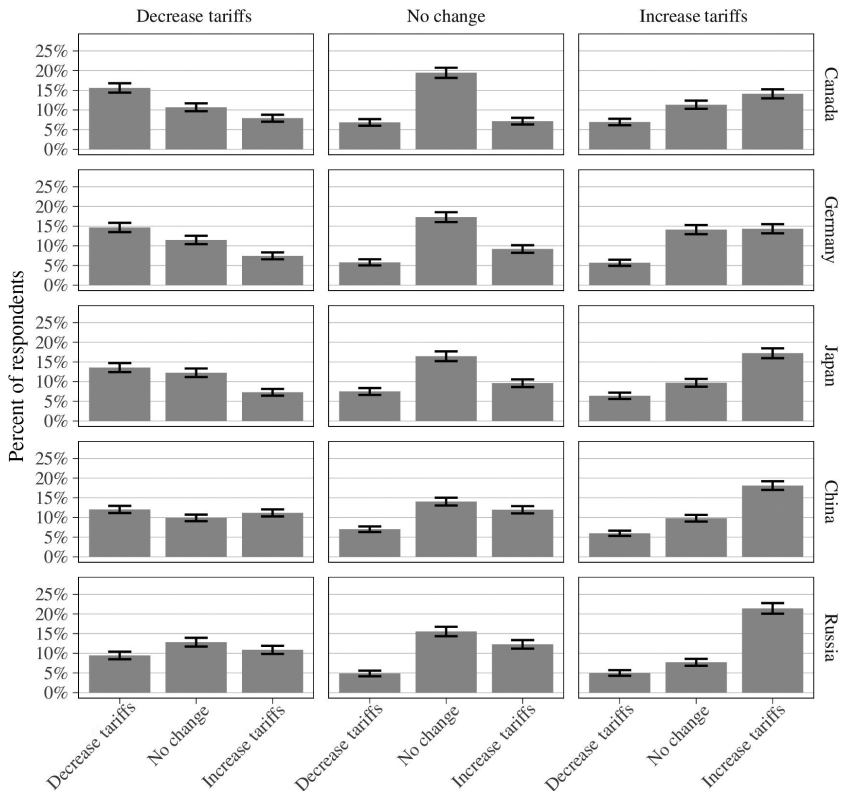 Decrease tariffs
No change
Increase tariffs
25%
20%
15%
10%
5%
0%
Canada
25%
20%
15%
10%
5%
0%
Germany
25%
20%
15%
10%
5%
0%
Japan
25%
20%
15%
10%
5%
0%
China
25%
20%
15%
10%
5%
0%
Russia
Percent of respondents
Decrease tariffs
No change
Increase tariffs
Decrease tariffs
No change
Increase tariffs
Decrease tariffs
No change
Increase tariffs